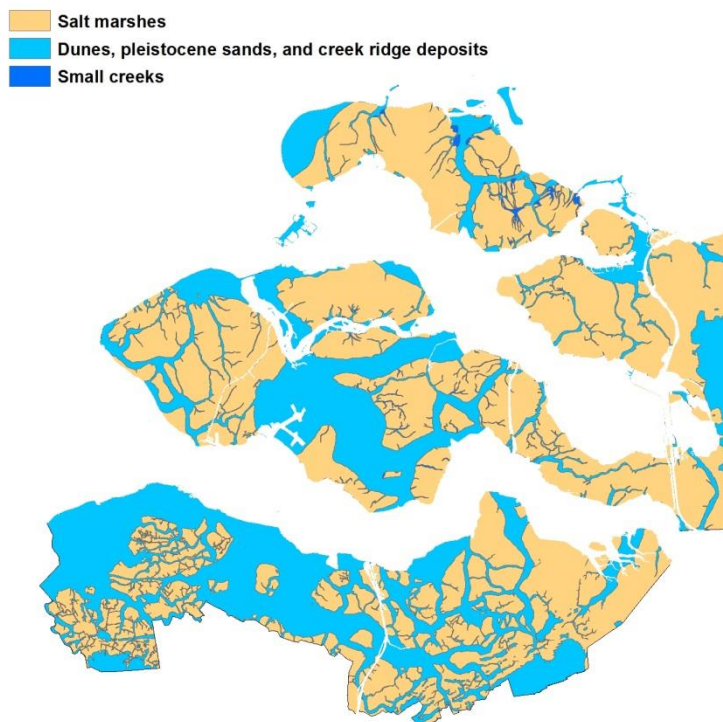 Salt marshes
Dunes, pleistocene sands, and creek ridge deposits
Small creeks